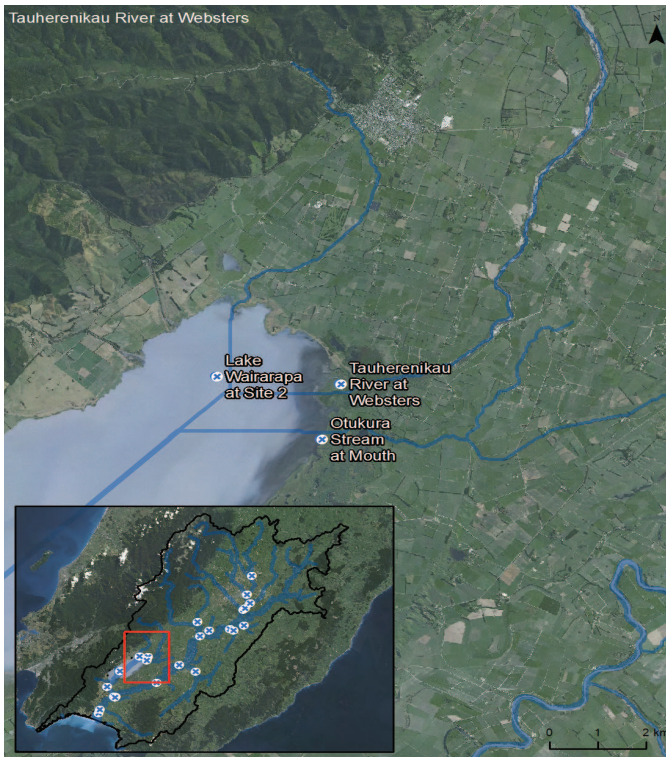 Tauherenikau River at Websters
N
Lake
Wairarapa
at Site 2
Tauherenikau
River at
Websters
Otukura
Stream
at Mouth
0 1 2 km